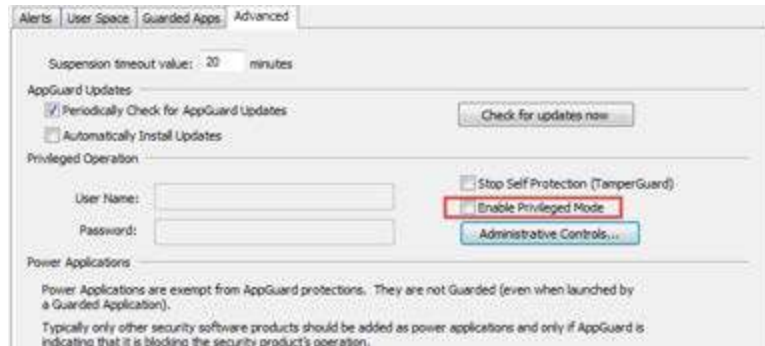 Alerts User Space Guarded Apps Advanced
Suspension timeout value: 20 minutes
AppGuard Updates
Periodically Check for AppGuard Updates
Check for updates now
Automatically Install Updates
Privileged Operation
Stop Self Protection (TamperGuard)
User Name:
Enable Privileged Mode
Password:
Administrative Controls...
Power Applications
Power Applications are exempt from AppGuard protections. They are not Guarded (even when launched by
a Guarded Application).
Typically only other security software products should be added as power applications and only if AppGuard is
indicating that it is blocking the security product's operation.